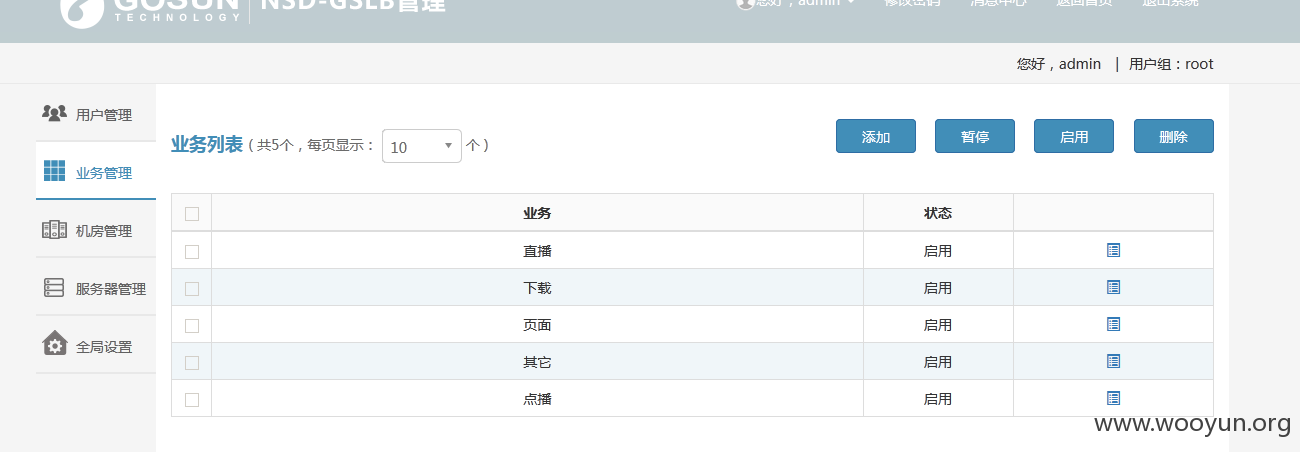 GOSUN NSD-GSLB管理
TECHNOLOGY
您好，admin 修改密码 消息中心 返回首页 退出系统
您好，admin | 用户组：root
用户管理
业务管理
机房管理
服务器管理
全局设置
业务列表（共5个，每页显示： 10 个）
添加 暂停 启用 删除
业务 状态
直播 启用
下载 启用
页面 启用
其它 启用
点播 启用
www.wooyun.org